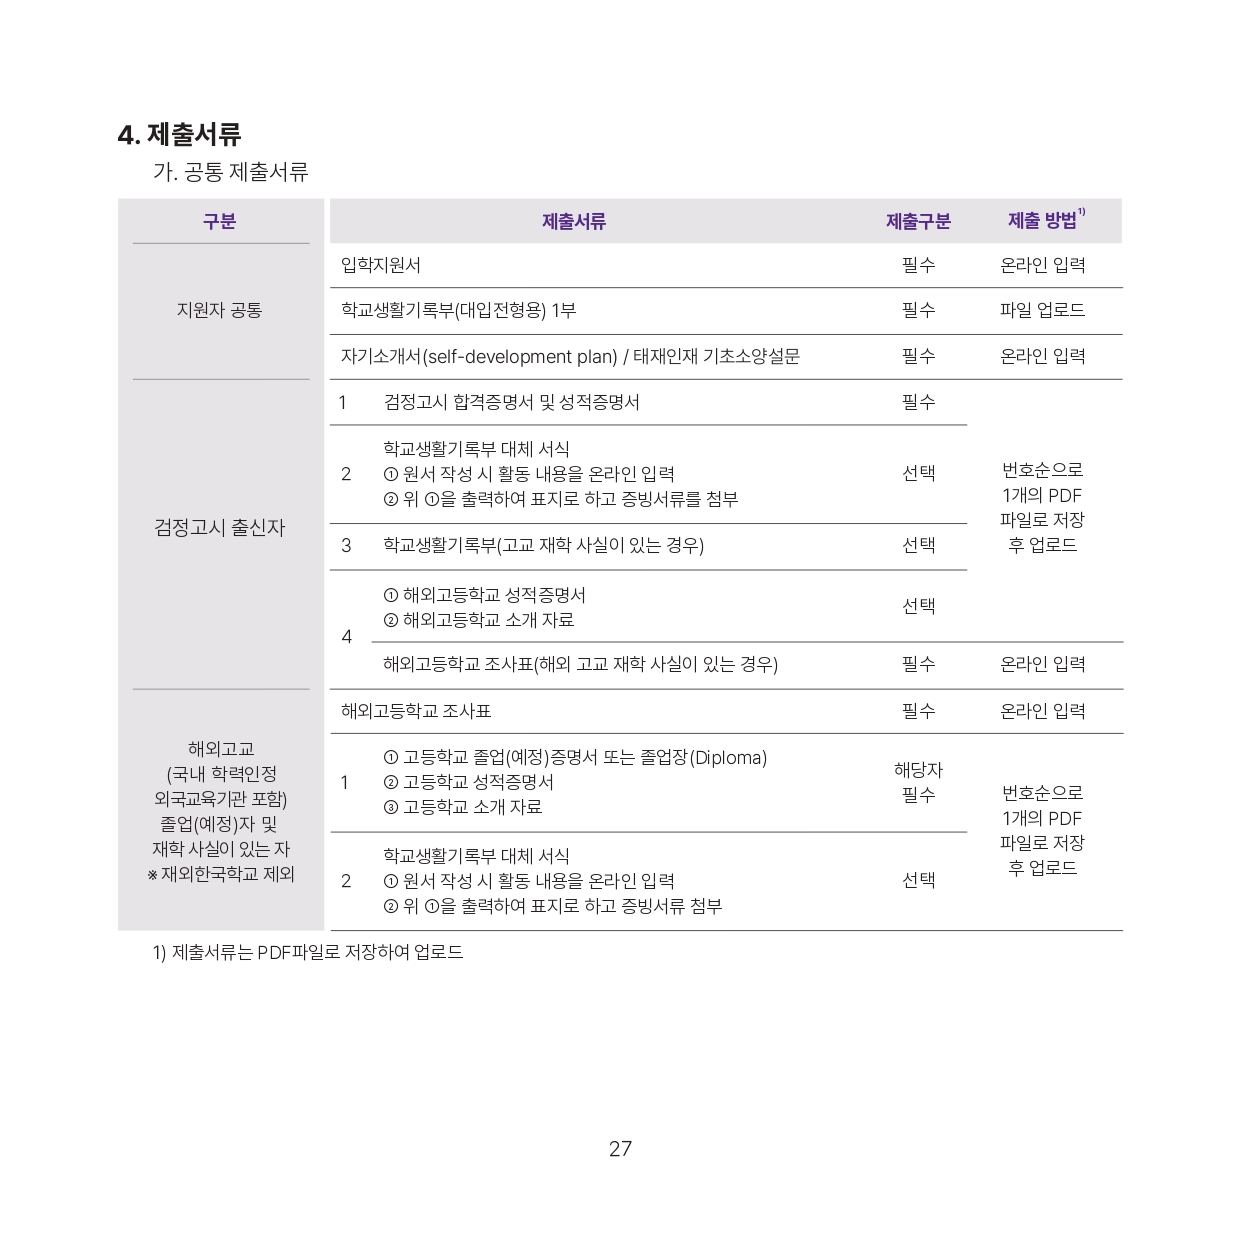 4. 제출서류
가. 공통 제출서류
구분 제출서류 제출구분 제출 방법1)
지원자 공통
입학지원서 필수 온라인 입력
학교생활기록부(대입전형용) 1부 필수 파일 업로드
자기소개서(self-development plan) / 태재인재 기초소양설문 필수 온라인 입력
검정고시 출신자
1 검정고시 합격증명서 및 성적증명서 필수
2
학교생활기록부 대체 서식
① 원서 작성 시 활동 내용을 온라인 입력
② 위 ①을 출력하여 표지로 하고 증빙서류를 첨부
선택
3 학교생활기록부(고교 재학 사실이 있는 경우) 선택
4
① 해외고등학교 성적증명서
② 해외고등학교 소개 자료
선택
번호순으로
1개의 PDF
파일로 저장
후 업로드
해외고등학교 조사표(해외 고교 재학 사실이 있는 경우) 필수 온라인 입력
해외고교
(국내 학력인정
외국교육기관 포함)
졸업(예정)자 및
재학 사실이 있는 자
※ 재외한국학교 제외
해외고등학교 조사표 필수 온라인 입력
1
① 고등학교 졸업(예정)증명서 또는 졸업장(Diploma)
② 고등학교 성적증명서
③ 고등학교 소개 자료
해당자
필수
2
학교생활기록부 대체 서식
① 원서 작성 시 활동 내용을 온라인 입력
② 위 ①을 출력하여 표지로 하고 증빙서류 첨부
선택
번호순으로
1개의 PDF
파일로 저장
후 업로드
1) 제출서류는 PDF파일로 저장하여 업로드
27